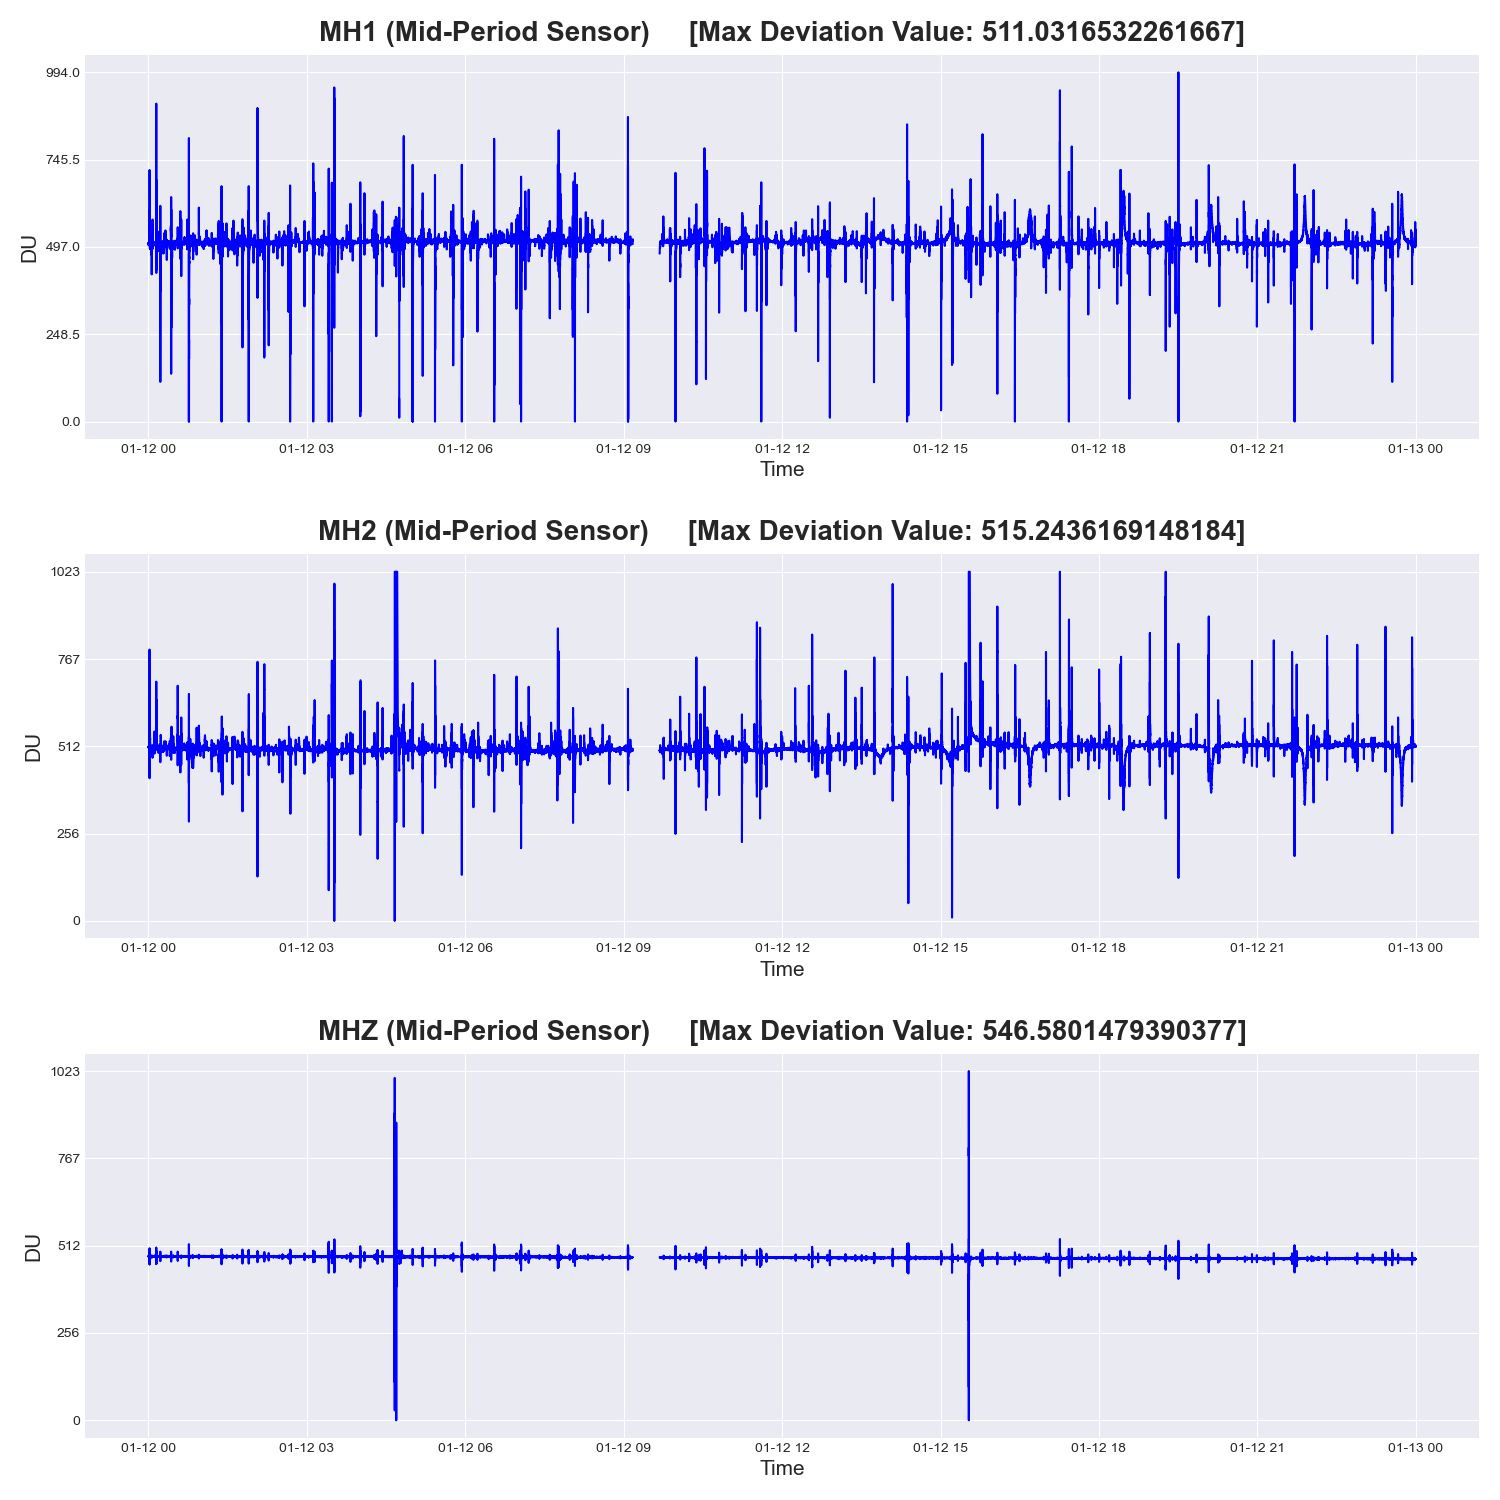 MH1 (Mid-Period Sensor) [Max Deviation Value: 511.0316532261667]
994.0
745.5
497.0
248.5
0.0
DU
01-12 00 01-12 03 01-12 06 01-12 09 01-12 12 01-12 15 01-12 18 01-12 21 01-13 00
Time
MH2 (Mid-Period Sensor) [Max Deviation Value: 515.2436169148184]
1023
767
512
256
0
DU
01-12 00 01-12 03 01-12 06 01-12 09 01-12 12 01-12 15 01-12 18 01-12 21 01-13 00
Time
MHZ (Mid-Period Sensor) [Max Deviation Value: 546.5801479390377]
1023
767
512
256
0
DU
01-12 00 01-12 03 01-12 06 01-12 09 01-12 12 01-12 15 01-12 18 01-12 21 01-13 00
Time